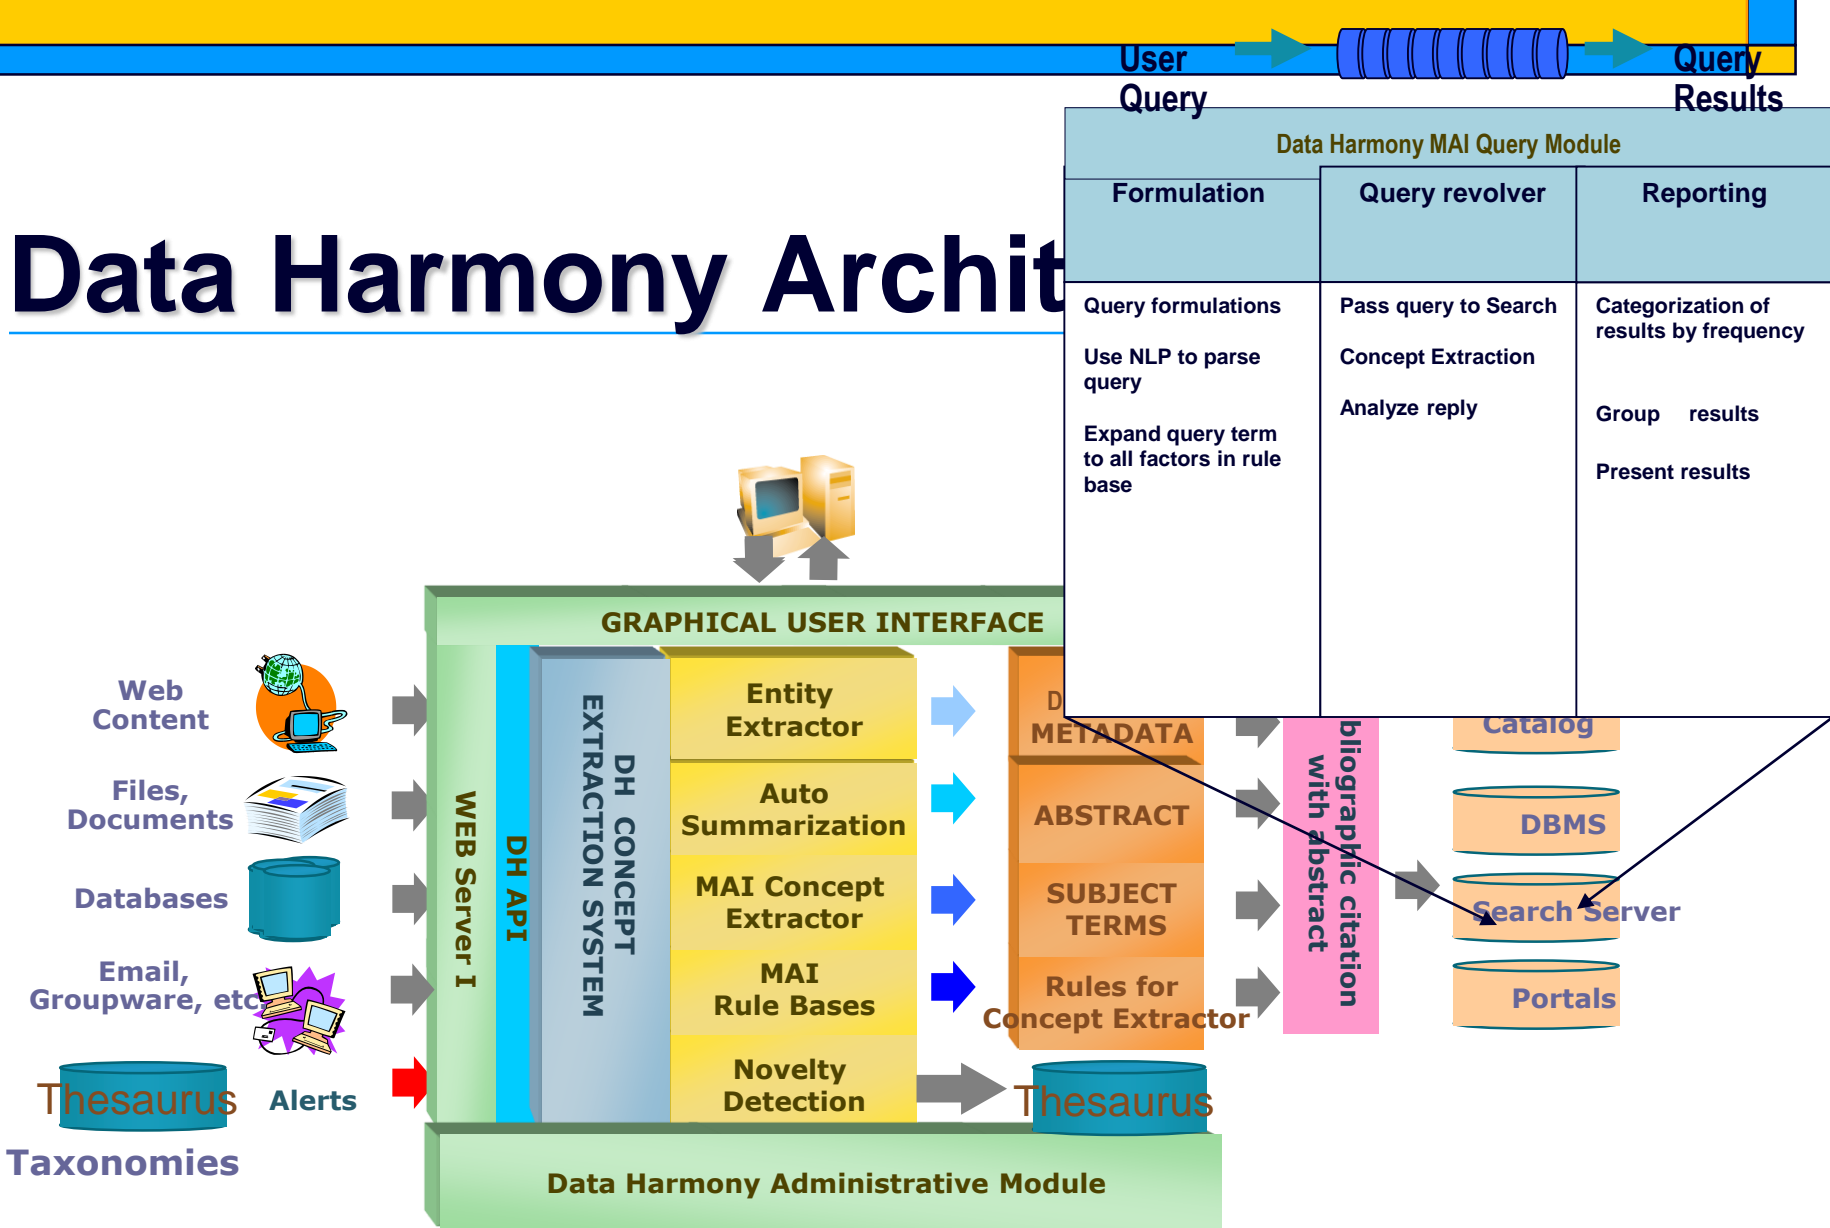 User
Query
Query
Results
Data Harmony MAI Query Module
Formulation
Query revolver
Reporting
Data Harmony Archit
Query formulations
Use NLP to parse
query
Expand query term
to all factors in rule
base
Pass query to Search
Concept Extraction
Analyze reply
Categorization of
results by frequency
Group results
Present results
GRAPHICAL USER INTERFACE
Web
Content
Files,
Documents
Databases
Email,
Groupware, etc.
Thesaurus
Alerts
Taxonomies
WEB Server I
DH API
DH CONCEPT
EXTRACTION SYSTEM
Entity
Extractor
Auto
Summarization
MAI Concept
Extractor
MAI
Rule Bases
Novelty
Detection
D
METADATA
ABSTRACT
SUBJECT
TERMS
Rules for
Concept Extractor
Thesaurus
bliographic citation
with abstract
Catalog
DBMS
Search Server
Portals
Data Harmony Administrative Module